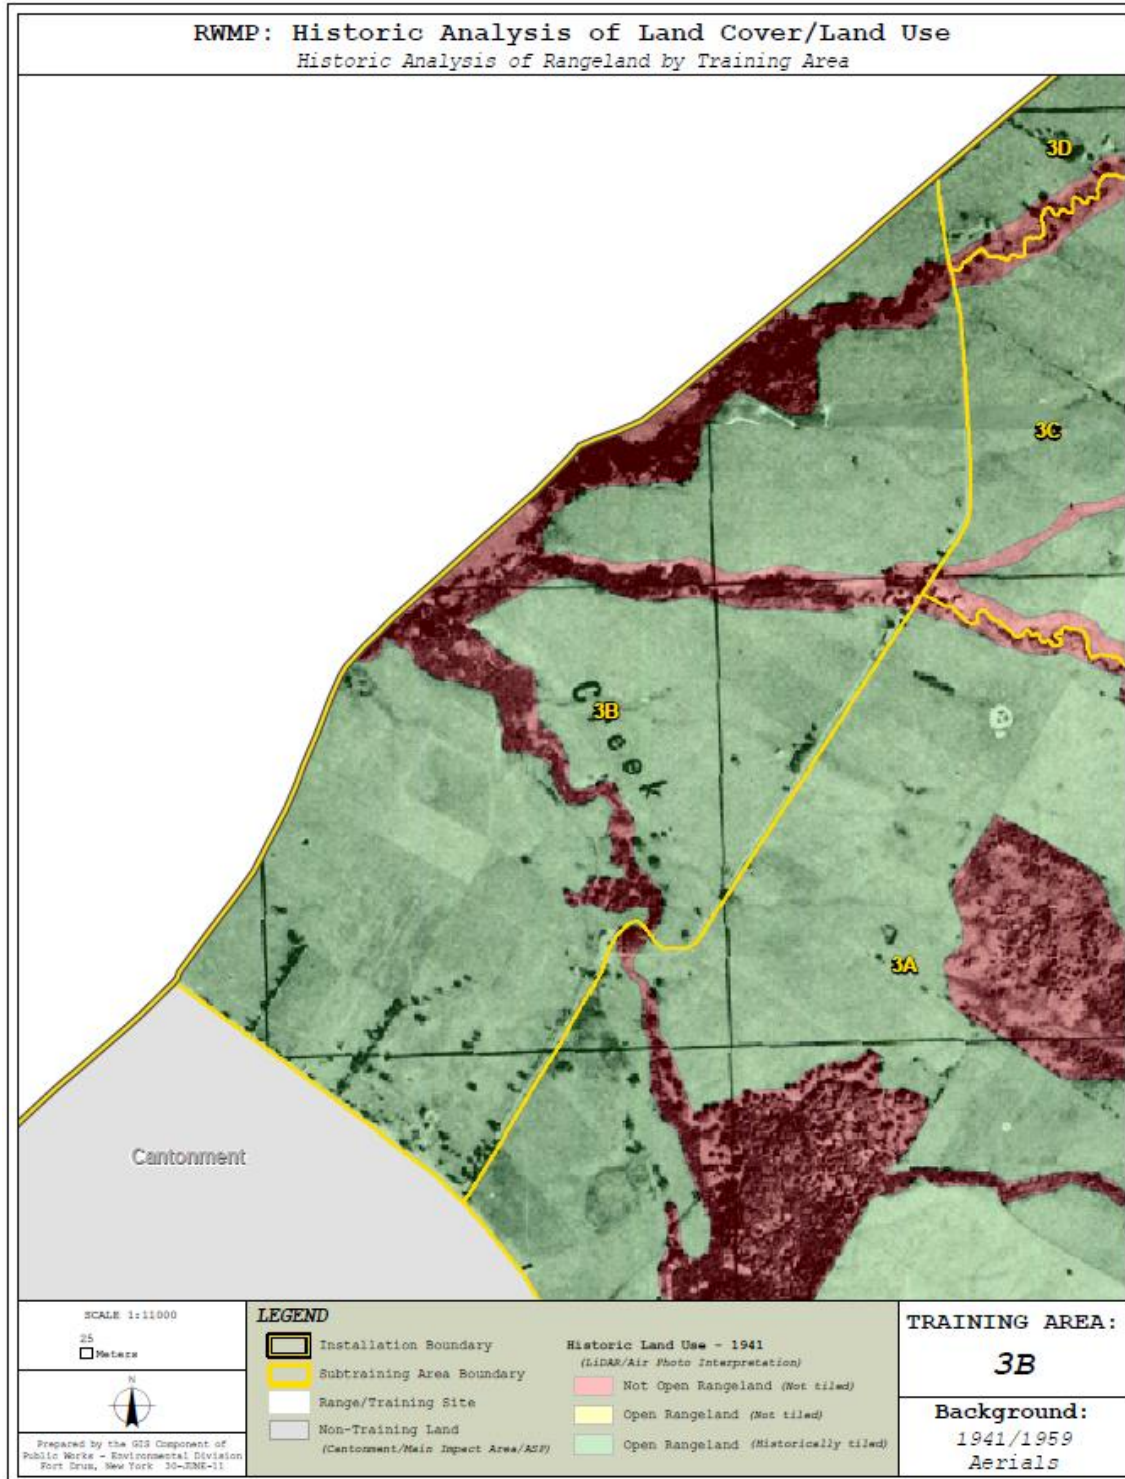 RWMP: Historic Analysis of Land Cover/Land Use
Historic Analysis of Rangeland by Training Area
3D
3C
3B
Creek
3A
Cantonment
SCALE 1:11000
25
Meters
N
Prepared by the GIS Component of
Public Works - Environmental Division
Fort Drum, New York 30-JUNE-11
LEGEND
Installation Boundary
Subtraining Area Boundary
Range/Training Site
Non-Training Land
(Cantonment/Main Impact Area/ASP)
Historic Land Use - 1941
(LiDAR/Air Photo Interpretation)
Not Open Rangeland (Not tiled)
Open Rangeland (Not tiled)
Open Rangeland (Historically tiled)
TRAINING AREA:
3B
Background:
1941/1959
Aerials